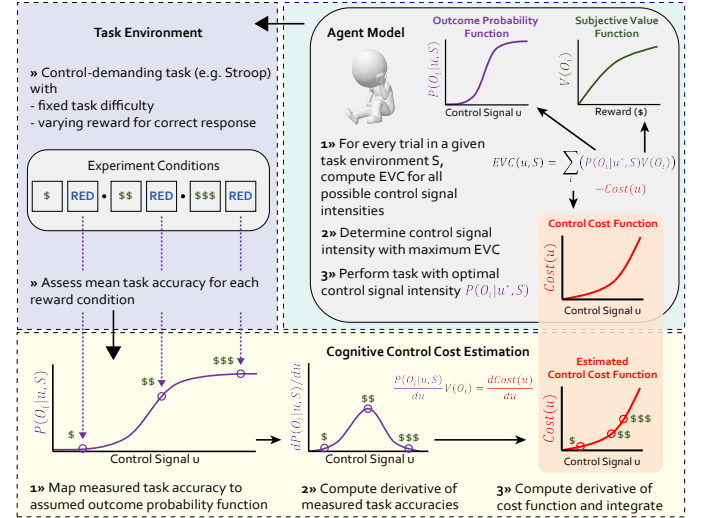 Task Environment
» Control-demanding task (e.g. Stroop)
with
- fixed task difficulty
- varying reward for correct response
Experiment Conditions
$ RED • $$ RED • $$$ RED
» Assess mean task accuracy for each
reward condition
Agent Model
Outcome Probability
Function
P(O_i|u,S)
Control Signal u
Subjective Value
Function
V(O_i)
Reward ($)
1» For every trial in a given
task environment S,
compute EVC for all
possible control signal
intensities
2» Determine control signal
intensity with maximum EVC
3» Perform task with optimal
control signal intensity P(O_i|u*,S)
EVC(u,S) = ∑_i (P(O_i|u*,S)V(O_i))
−Cost(u)
Control Cost Function
Cost(u)
Control Signal u
Cognitive Control Cost Estimation
P(O_i|u,S)
$
$$
$$$
Control Signal u
1» Map measured task accuracy to
assumed outcome probability function
dP(O_i|u,S)/du
$
$$
$$$
Control Signal u
2» Compute derivative of
measured task accuracies
P(O_i|u,S)/du V(O_i) = dCost(u)/du
Estimated
Control Cost Function
Cost(u)
$
$$
$$$
Control Signal u
3» Compute derivative of
cost function and integrate